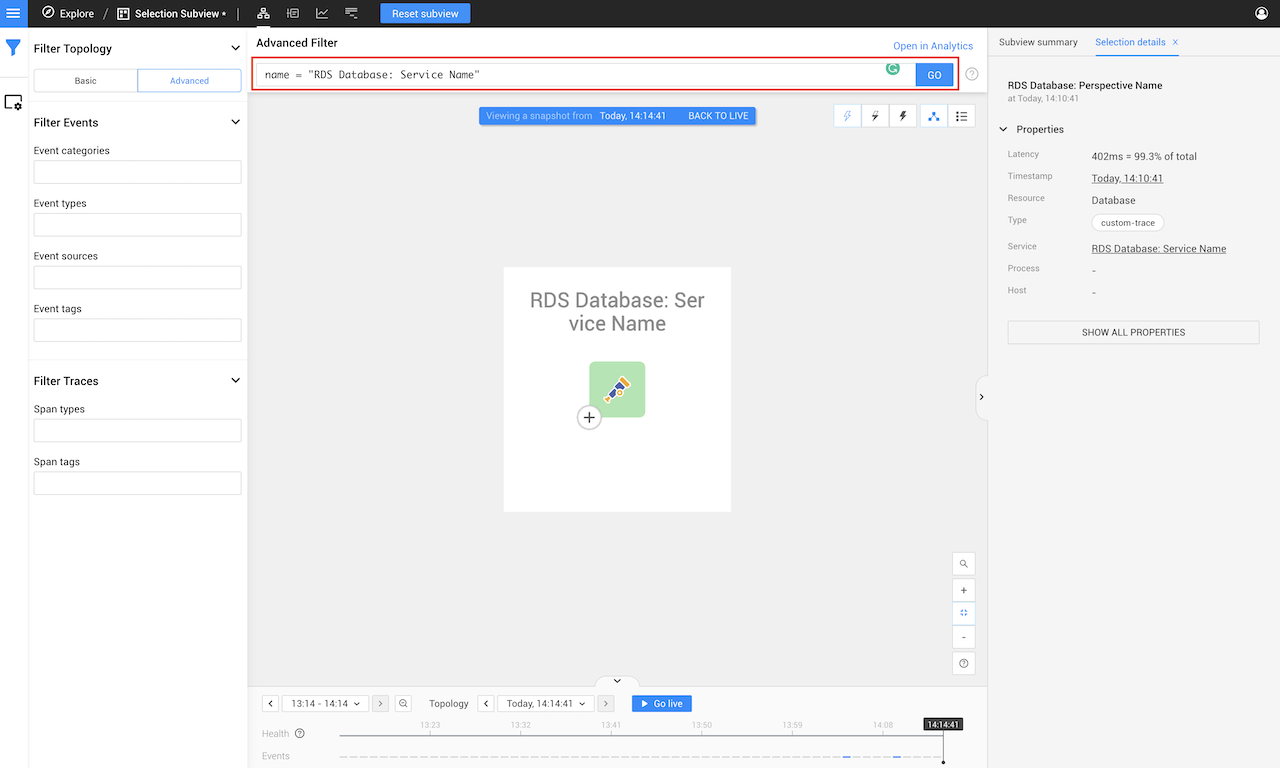 Explore / Selection Subview • |
Reset subview
Filter Topology
Basic
Advanced
Filter Events
Event categories
Event types
Event sources
Event tags
Filter Traces
Span types
Span tags
Advanced Filter
Open in Analytics
name = "RDS Database: Service Name"
GO
Viewing a snapshot from Today, 14:14:41 BACK TO LIVE
RDS Database: Ser
vice Name
13:14 - 14:14
Topology
Today, 14:14:41
Go live
13:23 13:32 13:41 13:50 13:59 14:08 14:14:41
Health
Events
Subview summary
Selection details x
RDS Database: Perspective Name
at Today, 14:10:41
Properties
Latency 402ms = 99.3% of total
Timestamp Today, 14:10:41
Resource Database
Type custom-trace
Service RDS Database: Service Name
Process -
Host -
SHOW ALL PROPERTIES